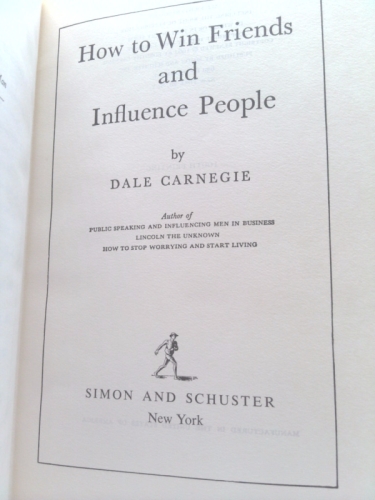 How to Win Friends
and
Influence People
by
DALE CARNEGIE
Author of
PUBLIC SPEAKING AND INFLUENCING MEN IN BUSINESS
LINCOLN THE UNKNOWN
HOW TO STOP WORRYING AND START LIVING
SIMON AND SCHUSTER
New York